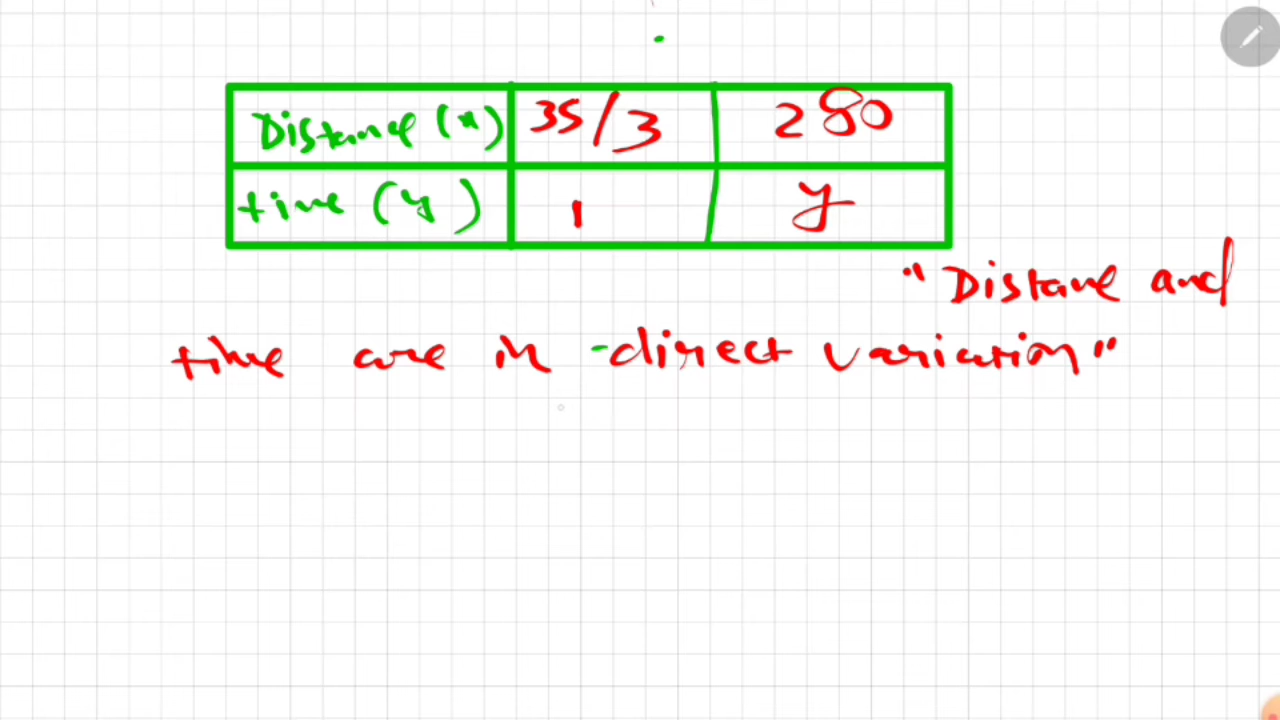 Distance (x) 35/3 280
time (y) 1 y
"Distance and
time are in direct variation"